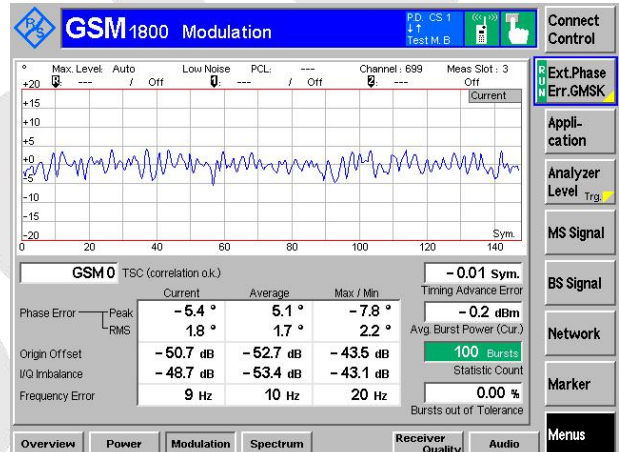 R/S GSM 1800 Modulation P.D. CS 1
Test M. B
Connect Control
° Max. Level: Auto Low Noise PCL: --- Channel : 699 Meas Slot : 3
--- / Off --- / Off --- Off
Current
+20
+15
+10
+5
+0
-5
-10
-15
-20
Sym.
0 20 40 60 80 100 120 140
RUN Ext.Phase Err.GMSK
Appli-cation
Analyzer Level Trg.
MS Signal
BS Signal
Network
Marker
Menus
GSM 0 TSC (correlation o.k.)
Current Average Max / Min
Phase Error Peak -5.4 ° 5.1 ° -7.8 °
RMS 1.8 ° 1.7 ° 2.2 °
Origin Offset -50.7 dB -52.7 dB -43.5 dB
I/Q Imbalance -48.7 dB -53.4 dB -43.1 dB
Frequency Error 9 Hz 10 Hz 20 Hz
-0.01 Sym.
Timing Advance Error
-0.2 dBm
Avg. Burst Power (Cur.)
100 Bursts
Statistic Count
0.00 %
Bursts out of Tolerance
Overview Power Modulation Spectrum Receiver Quality Audio